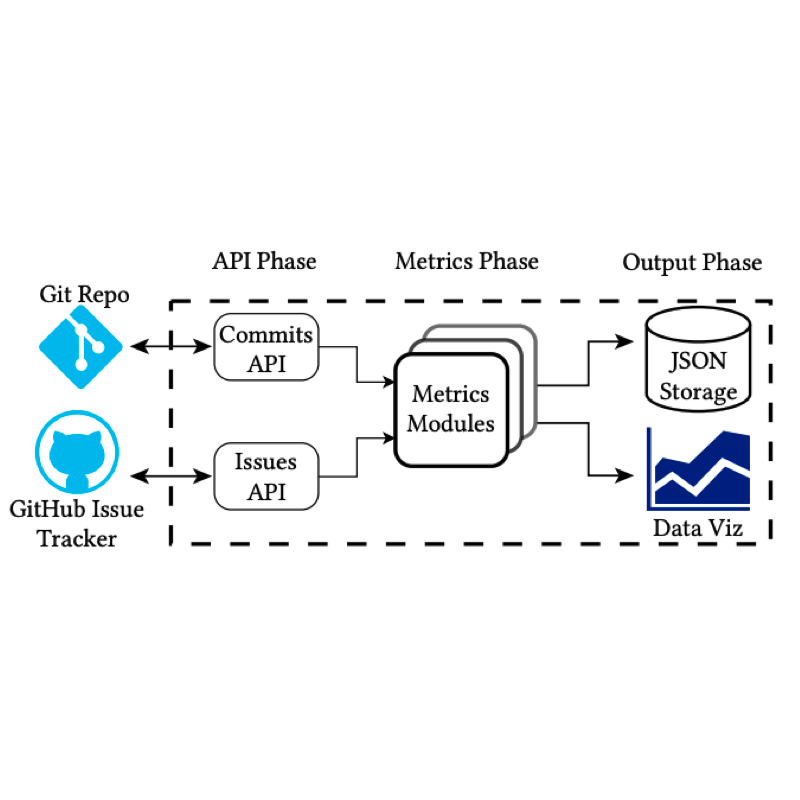 API Phase
Metrics Phase
Output Phase
Git Repo
Commits
API
Metrics
Modules
JSON
Storage
Issues
API
GitHub Issue
Tracker
Data Viz